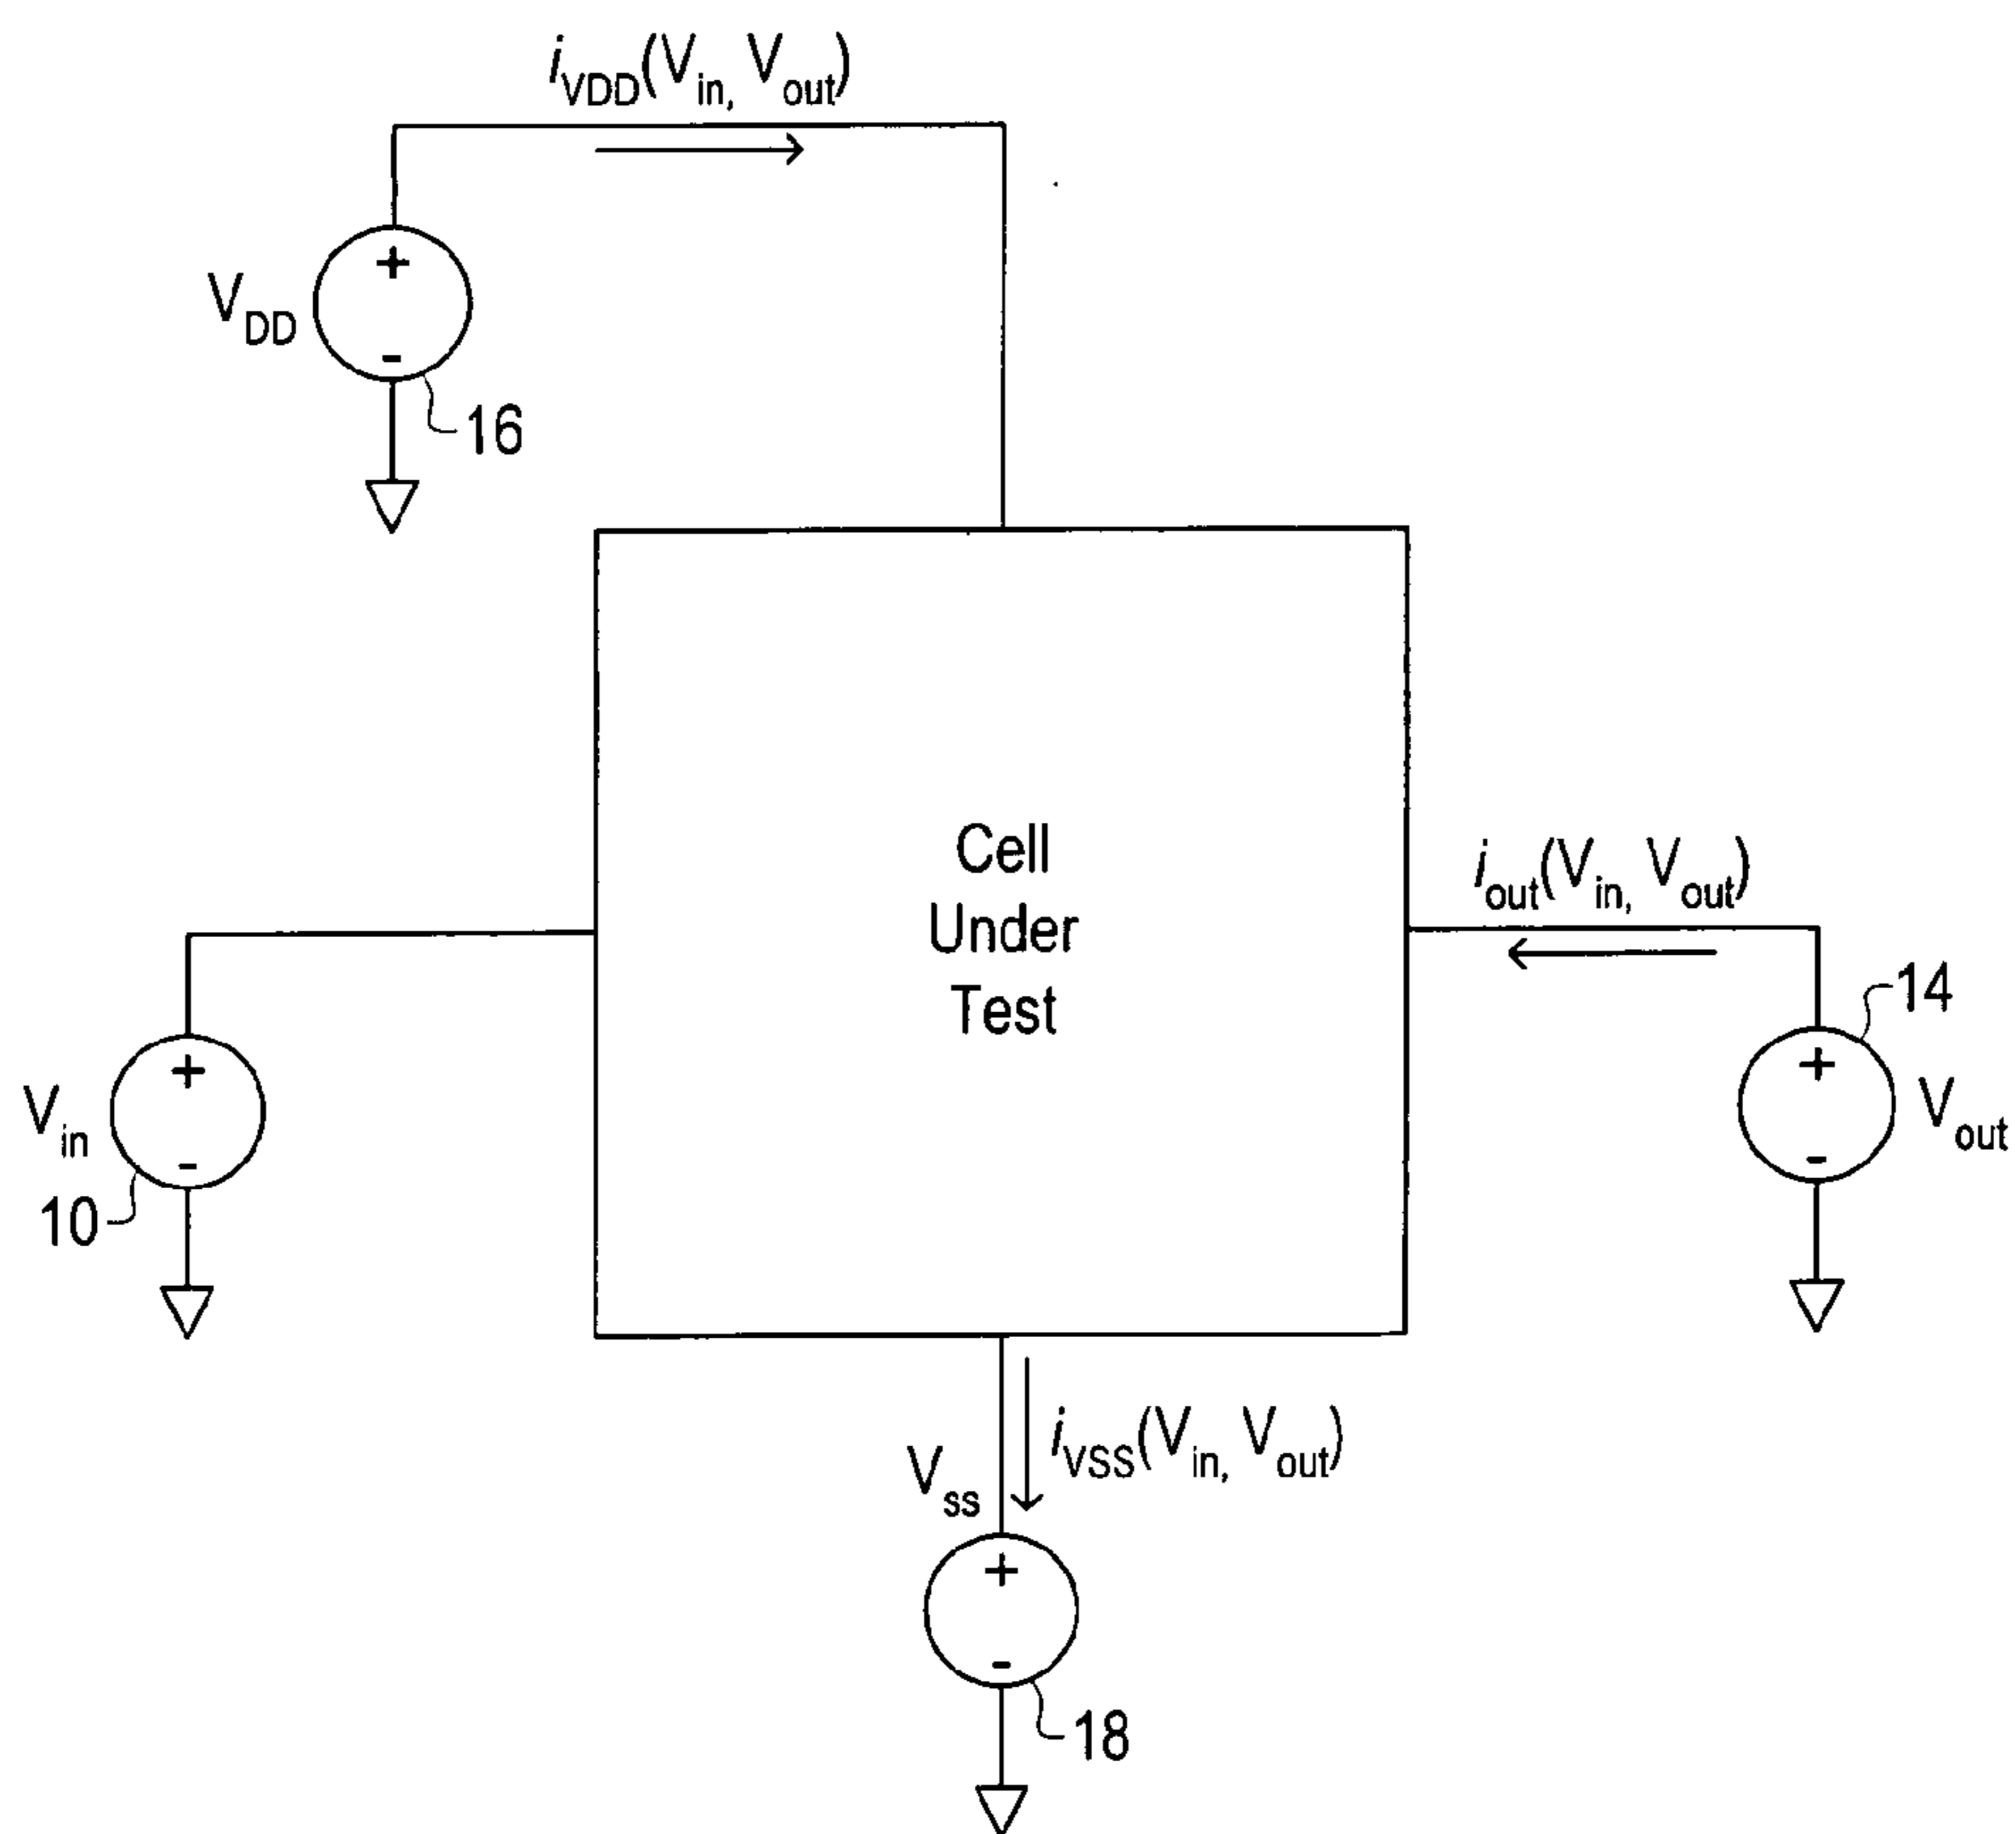 iVDD(Vin, Vout)
+
VDD
-
16
Cell
Under
Test
iout(Vin, Vout)
14
+
Vin
-
10
+
Vout
-
iVSS(Vin, Vout)
Vss
+
-
18